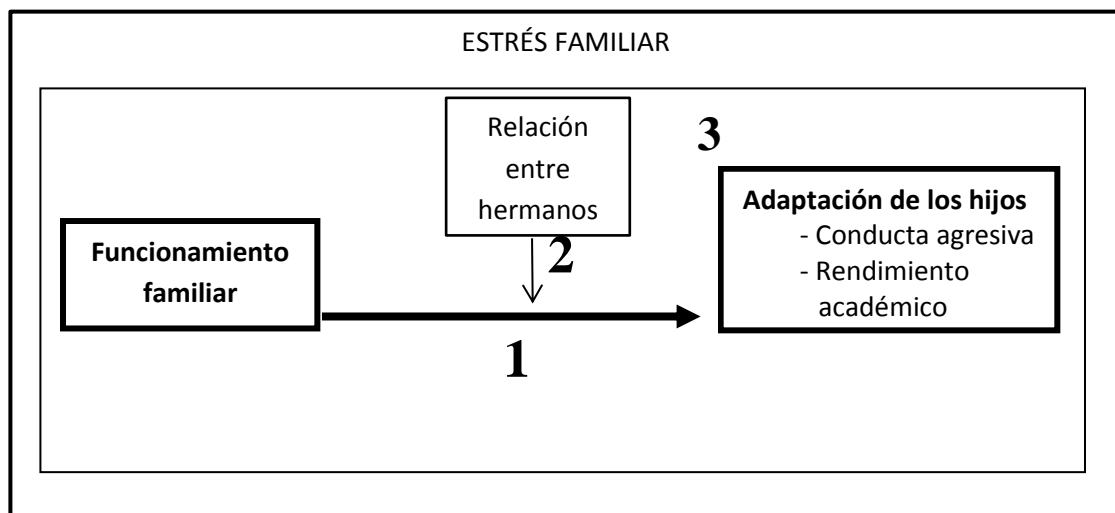 ESTRÉS FAMILIAR
Relación
entre
hermanos
3
Adaptación de los hijos
- Conducta agresiva
- Rendimiento
académico
Funcionamiento
familiar
2
1